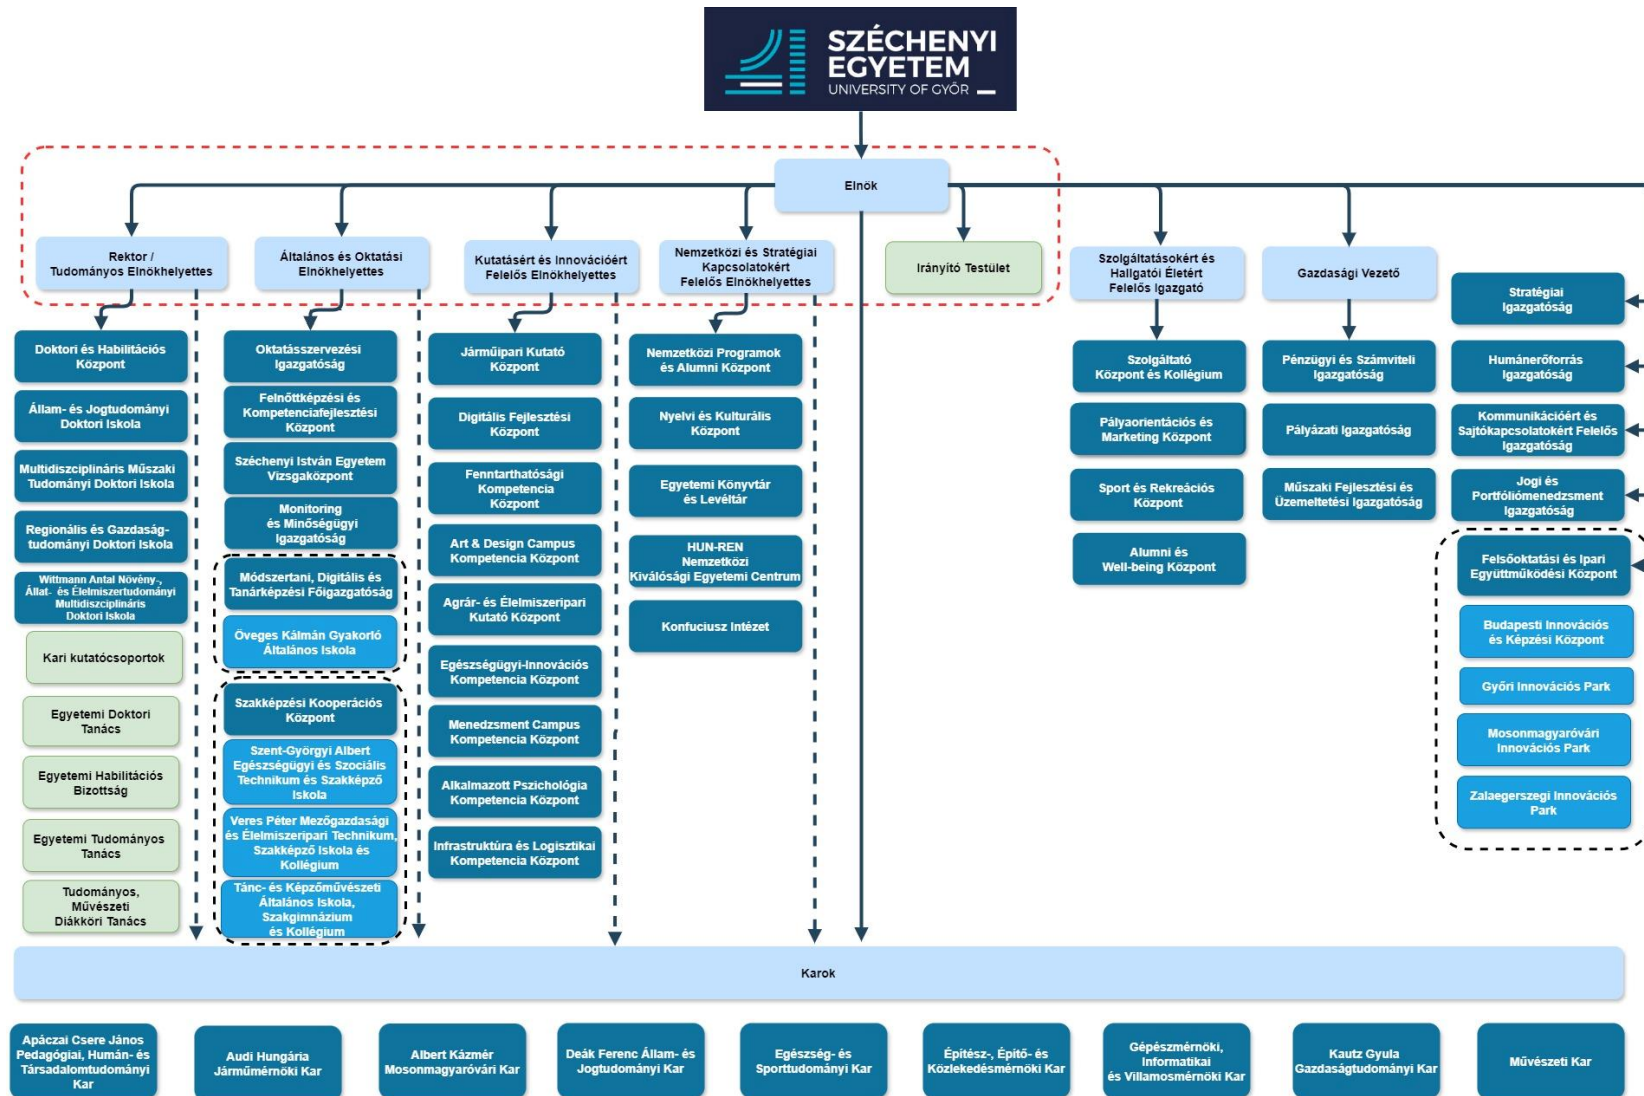 SZÉCHENYI
EGYETEM
UNIVERSITY OF GYŐR
Elnök
Rektor /
Tudományos Elnökhelyettes
Általános és Oktatási
Elnökhelyettes
Kutatásért és Innovációért
Felelős Elnökhelyettes
Nemzetközi és Stratégiai
Kapcsolatokért
Felelős Elnökhelyettes
Irányító Testület
Szolgáltatásokért és
Hallgatói Életért
Felelős Igazgató
Gazdasági Vezető
Doktori és Habilitációs
Központ
Állam- és Jogtudományi
Doktori Iskola
Multidiszciplináris Műszaki
Tudományi Doktori Iskola
Regionális és Gazdaság-
tudományi Doktori Iskola
Wittmann Antal Növény-,
Állat- és Élelmiszertudományi
Multidiszciplináris
Doktori Iskola
Kari kutatócsoportok
Egyetemi Doktori
Tanács
Egyetemi Habilitációs
Bizottság
Egyetemi Tudományos
Tanács
Tudományos,
Művészeti
Diákköri Tanács
Oktatásszervezési
Igazgatóság
Felnőttképzési és
Kompetenciafejlesztési
Központ
Széchenyi István Egyetem
Vizsgaközpont
Monitoring
és Minőségügyi
Igazgatóság
Módszertani, Digitális és
Tanárképzési Főigazgatóság
Öveges Kálmán Gyakorló
Általános Iskola
Szakképzési Kooperációs
Központ
Szent-Györgyi Albert
Egészségügyi és Szociális
Technikum és Szakképző
Iskola
Veres Péter Mezőgazdasági
és Élelmiszeripari Technikum,
Szakképző Iskola és
Kollégium
Tánc- és Képzőművészeti
Általános Iskola,
Szakgimnázium
és Kollégium
Járműipari Kutató
Központ
Digitális Fejlesztési
Központ
Fenntarthatósági
Kompetencia
Központ
Art & Design Campus
Kompetencia Központ
Agrár- és Élelmiszeripari
Kutató Központ
Egészségügyi-Innovációs
Kompetencia Központ
Menedzsment Campus
Kompetencia Központ
Alkalmazott Pszichológia
Kompetencia Központ
Infrastruktúra és Logisztikai
Kompetencia Központ
Nemzetközi Programok
és Alumni Központ
Nyelvi és Kulturális
Központ
Egyetemi Könyvtár
és Levéltár
HUN-REN
Nemzetközi
Kiválósági Egyetemi Centrum
Konfuciusz Intézet
Szolgáltató
Központ és Kollégium
Pályaorientációs és
Marketing Központ
Sport és Rekreációs
Központ
Alumni és
Well-being Központ
Pénzügyi és Számviteli
Igazgatóság
Pályázati Igazgatóság
Műszaki Fejlesztési és
Üzemeltetési Igazgatóság
Stratégiai
Igazgatóság
Humánerőforrás
Igazgatóság
Kommunikációért és
Sajtókapcsolatokért Felelős
Igazgatóság
Jogi és
Portfóliómenedzsment
Igazgatóság
Felsőoktatási és Ipari
Együttműködési Központ
Budapesti Innovációs
és Képzési Központ
Győri Innovációs Park
Mosonmagyaróvári
Innovációs Park
Zalaegerszegi Innovációs
Park
Karok
Apáczai Csere János
Pedagógiai, Humán- és
Társadalomtudományi
Kar
Audi Hungária
Járműmérnöki Kar
Albert Kázmér
Mosonmagyaróvári Kar
Deák Ferenc Állam- és
Jogtudományi Kar
Egészség- és
Sporttudományi Kar
Építész-, Építő- és
Közlekedésmérnöki Kar
Gépészmérnöki,
Informatikai
és Villamosmérnöki Kar
Kautz Gyula
Gazdaságtudományi Kar
Művészeti Kar